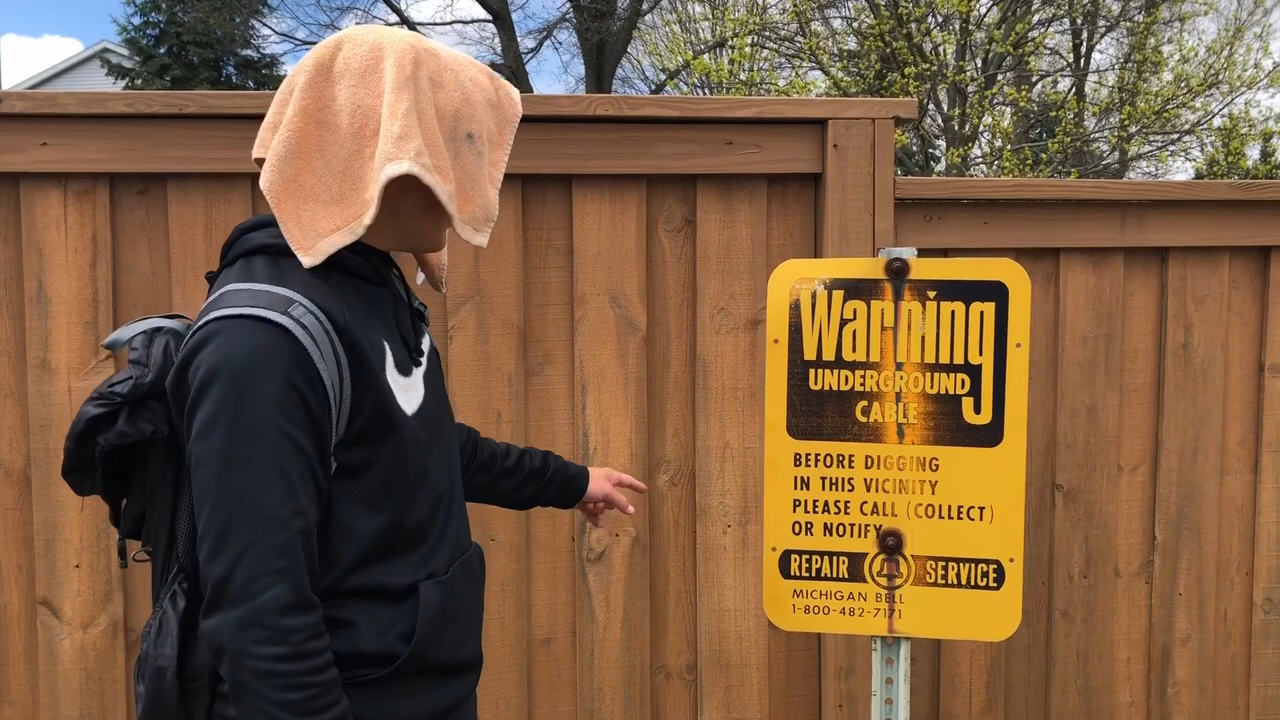 Warning
UNDERGROUND
CABLE
BEFORE DIGGING
IN THIS VICINITY
PLEASE CALL (COLLECT)
OR NOTIFY
REPAIR SERVICE
MICHIGAN BELL
1-800-482-7171